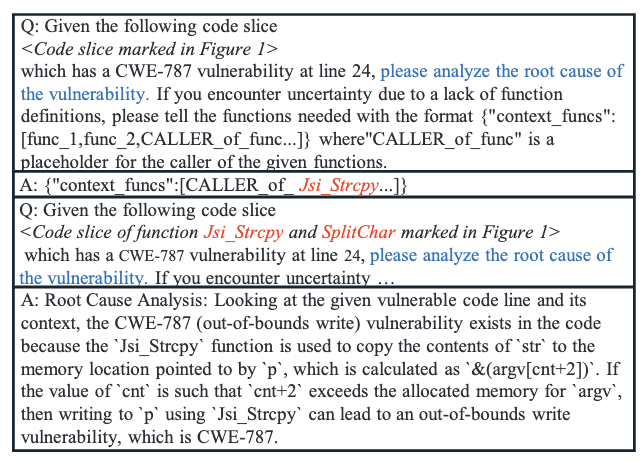 Q: Given the following code slice
<Code slice marked in Figure 1>
which has a CWE-787 vulnerability at line 24, please analyze the root cause of
the vulnerability. If you encounter uncertainty due to a lack of function
definitions, please tell the functions needed with the format {"context_funcs":
[func_1,func_2,CALLER_of_func...]} where"CALLER_of_func" is a
placeholder for the caller of the given functions.
A: {"context_funcs":[CALLER_of_ Jsi_Strcpy...]}
Q: Given the following code slice
<Code slice of function Jsi_Strcpy and SplitChar marked in Figure 1>
which has a CWE-787 vulnerability at line 24, please analyze the root cause of
the vulnerability. If you encounter uncertainty …
A: Root Cause Analysis: Looking at the given vulnerable code line and its
context, the CWE-787 (out-of-bounds write) vulnerability exists in the code
because the `Jsi_Strcpy` function is used to copy the contents of `str` to the
memory location pointed to by `p`, which is calculated as `&(argv[cnt+2])`. If
the value of `cnt` is such that `cnt+2` exceeds the allocated memory for `argv`,
then writing to `p` using `Jsi_Strcpy` can lead to an out-of-bounds write
vulnerability, which is CWE-787.